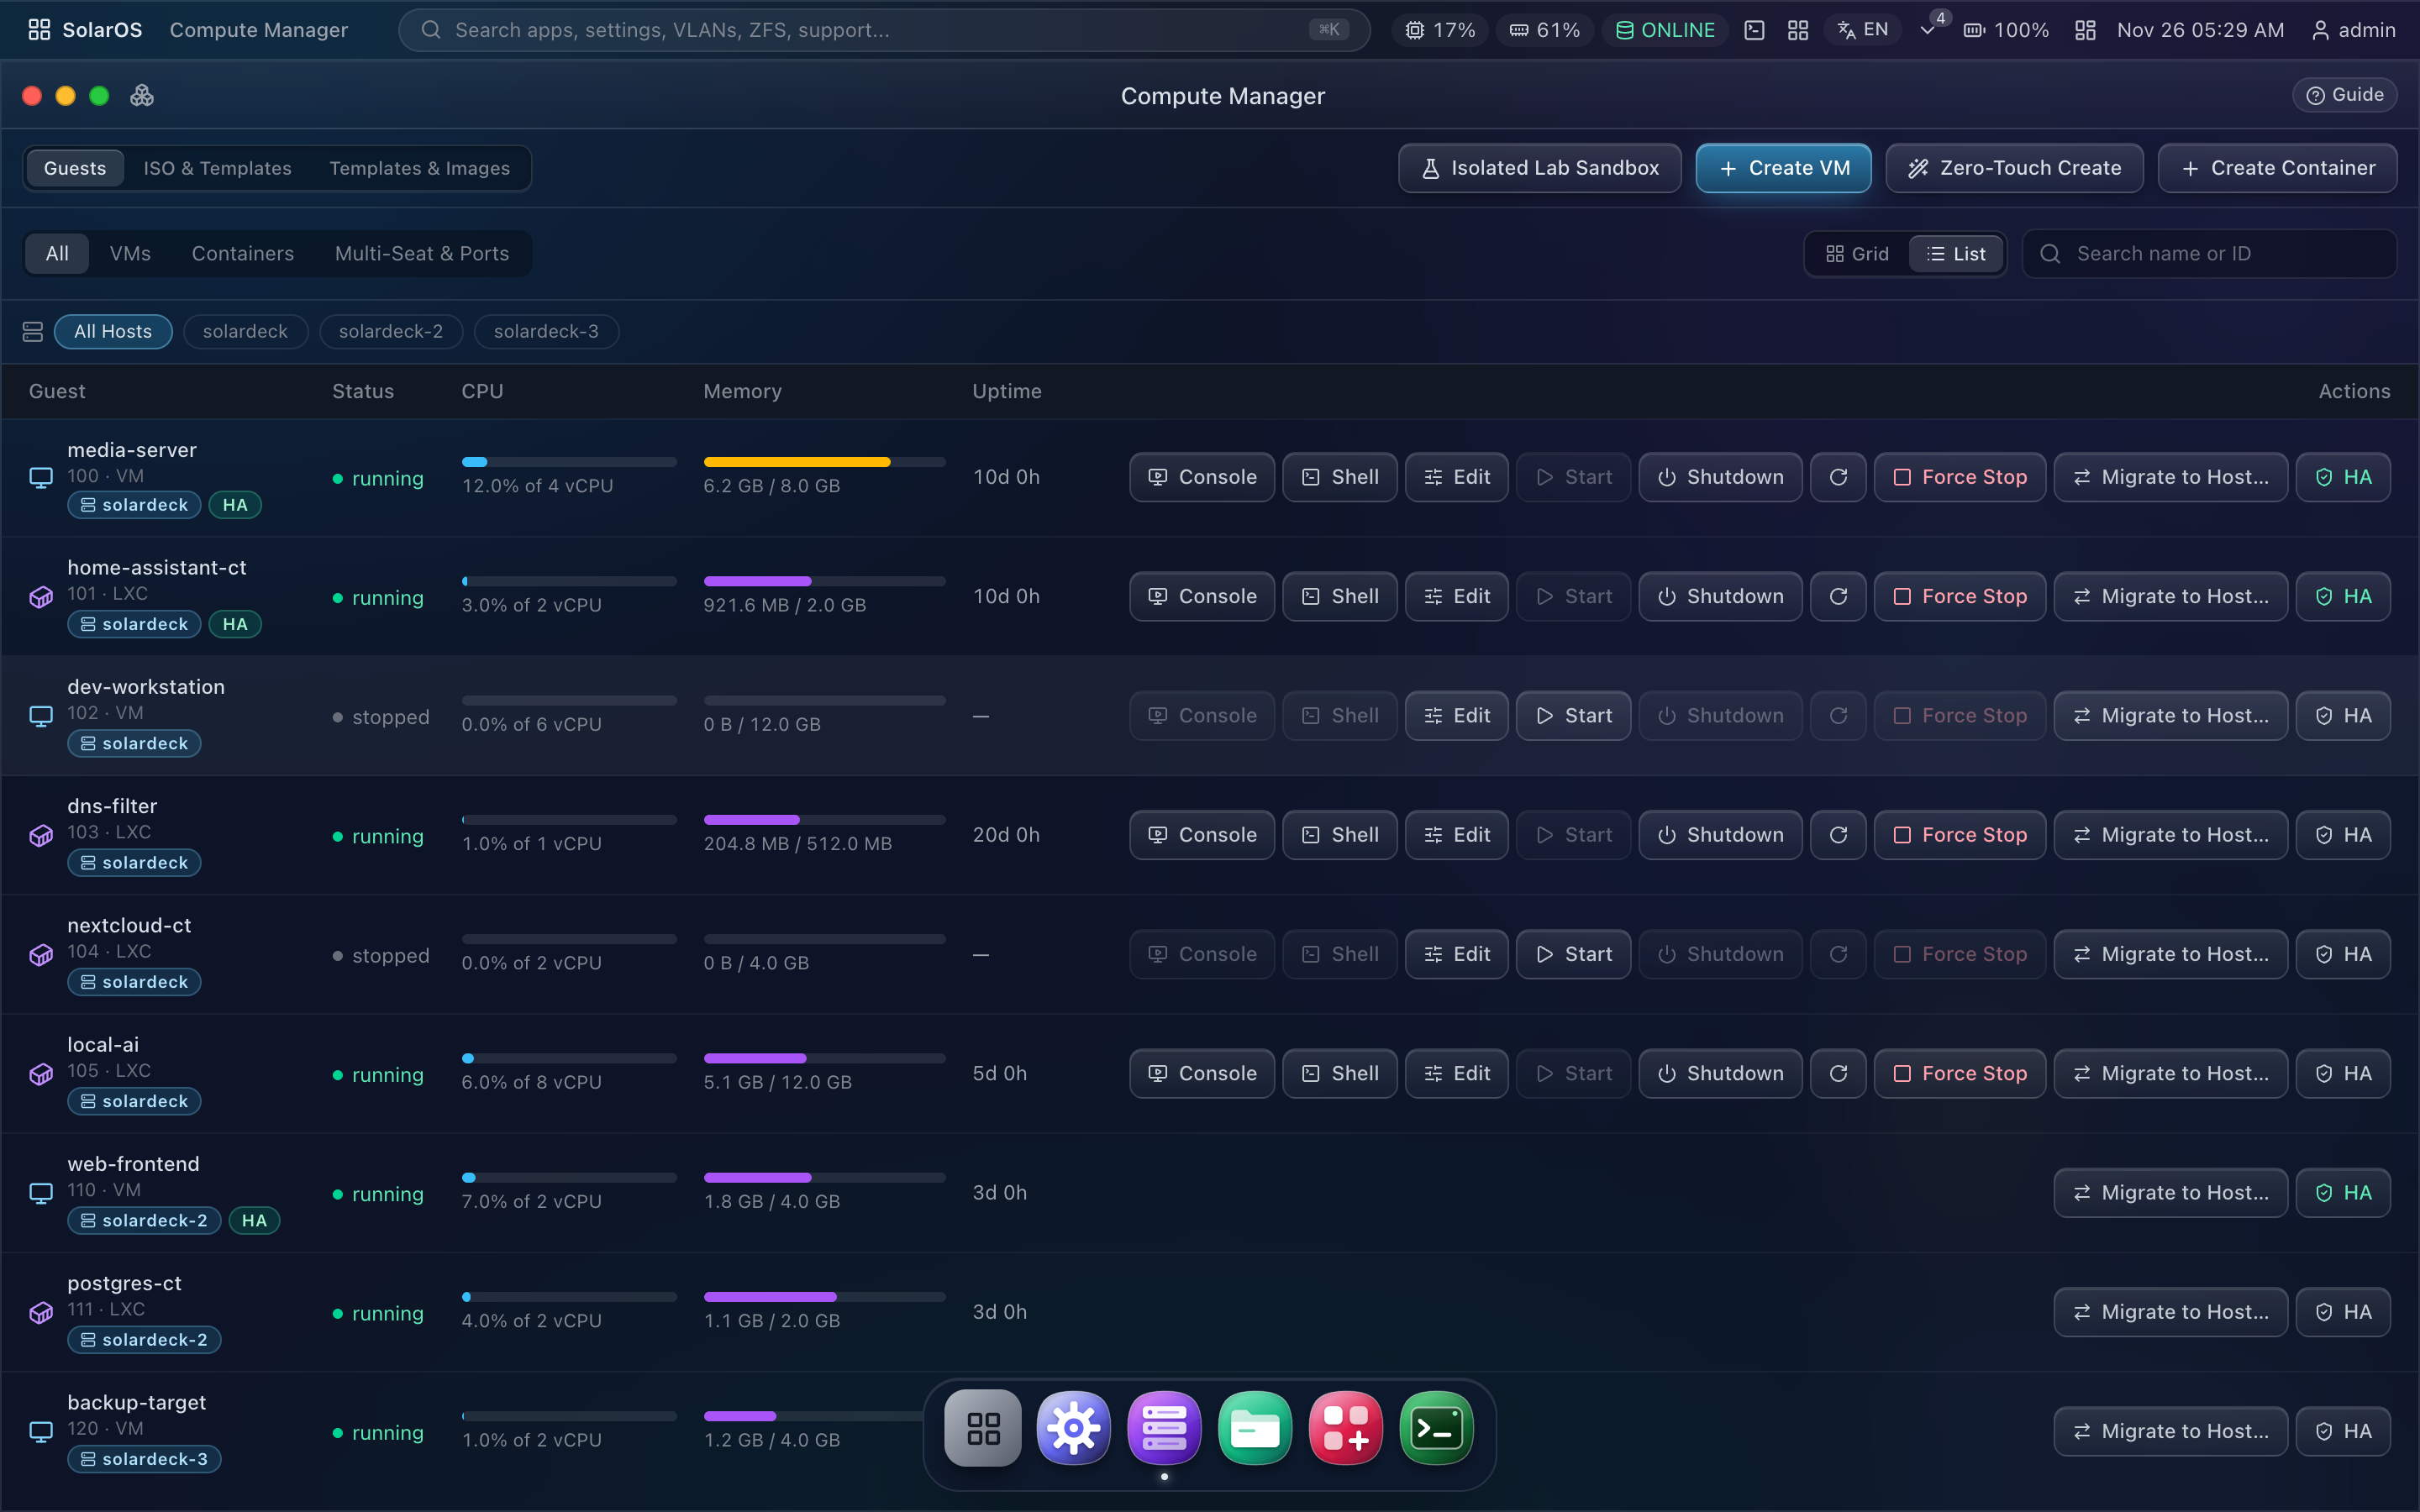 SolarOS Compute Manager Search apps, settings, VLANs, ZFS, support... ⌘K 17% 61% ONLINE EN 4 100% Nov 26 05:29 AM admin
Compute Manager Guide
Guests ISO & Templates Templates & Images Isolated Lab Sandbox + Create VM Zero-Touch Create + Create Container
All VMs Containers Multi-Seat & Ports Grid List Search name or ID
All Hosts solardeck solardeck-2 solardeck-3
Guest Status CPU Memory Uptime Actions
media-server
100 · VM
solardeck HA
running
12.0% of 4 vCPU
6.2 GB / 8.0 GB
10d 0h
Console Shell Edit Start Shutdown Force Stop Migrate to Host... HA
home-assistant-ct
101 · LXC
solardeck HA
running
3.0% of 2 vCPU
921.6 MB / 2.0 GB
10d 0h
Console Shell Edit Start Shutdown Force Stop Migrate to Host... HA
dev-workstation
102 · VM
solardeck
stopped
0.0% of 6 vCPU
0 B / 12.0 GB
—
Console Shell Edit Start Shutdown Force Stop Migrate to Host... HA
dns-filter
103 · LXC
solardeck
running
1.0% of 1 vCPU
204.8 MB / 512.0 MB
20d 0h
Console Shell Edit Start Shutdown Force Stop Migrate to Host... HA
nextcloud-ct
104 · LXC
solardeck
stopped
0.0% of 2 vCPU
0 B / 4.0 GB
—
Console Shell Edit Start Shutdown Force Stop Migrate to Host... HA
local-ai
105 · LXC
solardeck
running
6.0% of 8 vCPU
5.1 GB / 12.0 GB
5d 0h
Console Shell Edit Start Shutdown Force Stop Migrate to Host... HA
web-frontend
110 · VM
solardeck-2 HA
running
7.0% of 2 vCPU
1.8 GB / 4.0 GB
3d 0h
Migrate to Host... HA
postgres-ct
111 · LXC
solardeck-2
running
4.0% of 2 vCPU
1.1 GB / 2.0 GB
3d 0h
Migrate to Host... HA
backup-target
120 · VM
solardeck-3
running
1.0% of 2 vCPU
1.2 GB / 4.0 GB
Migrate to Host... HA